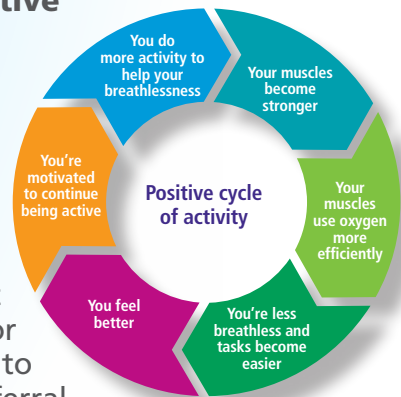 tive
You do
more activity to
help your
breathlessness
Your muscles
become
stronger
Your
muscles
use oxygen
more
efficiently
You're less
breathless and
tasks become
easier
You feel
better
You're
motivated
to continue
being active
Positive cycle
of activity
or
to
ferral